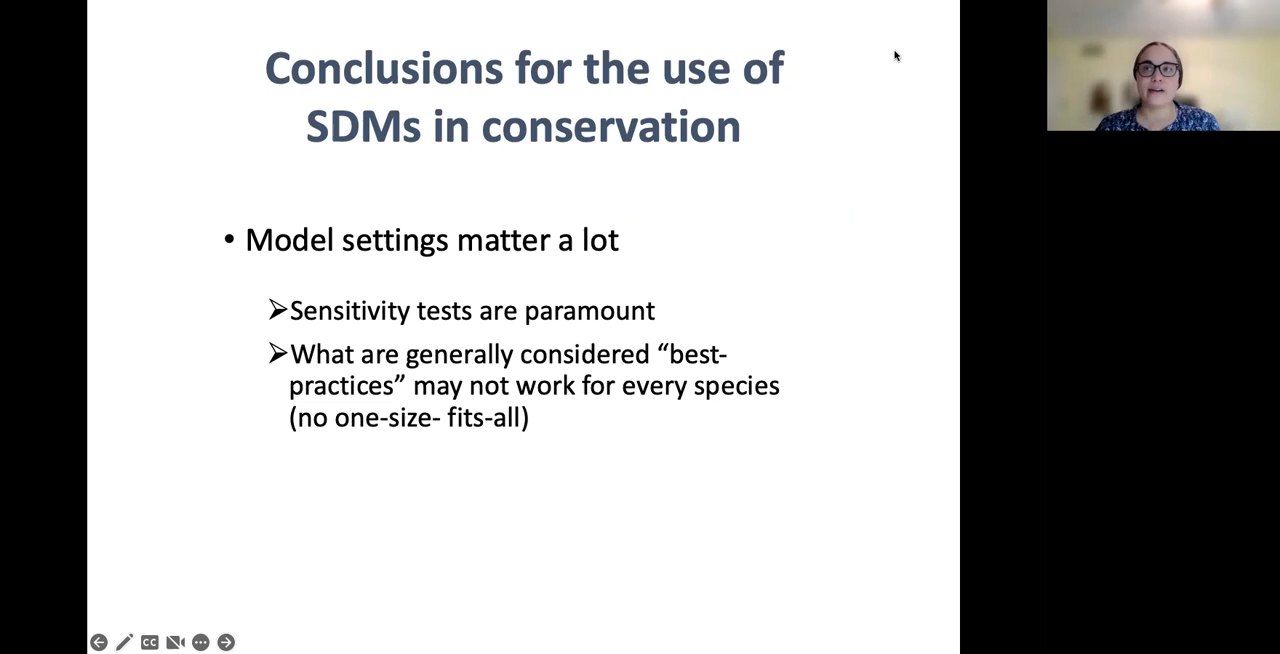 Conclusions for the use of
SDMs in conservation
• Model settings matter a lot
➢Sensitivity tests are paramount
➢What are generally considered “best-
practices” may not work for every species
(no one-size- fits-all)
CC